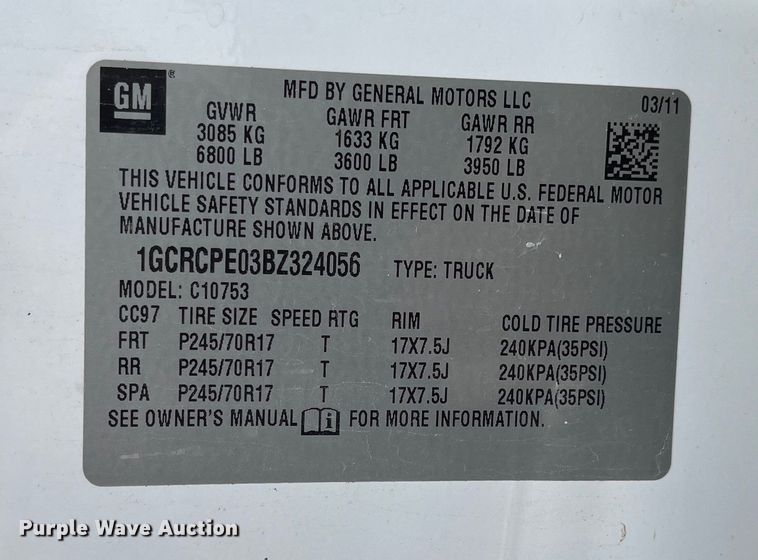 GM ® MFD BY GENERAL MOTORS LLC 03/11
GVWR GAWR FRT GAWR RR
3085 KG 1633 KG 1792 KG
6800 LB 3600 LB 3950 LB
THIS VEHICLE CONFORMS TO ALL APPLICABLE U.S. FEDERAL MOTOR
VEHICLE SAFETY STANDARDS IN EFFECT ON THE DATE OF
MANUFACTURE SHOWN ABOVE.
1GCRCPE03BZ324056 TYPE: TRUCK
MODEL: C10753
CC97 TIRE SIZE SPEED RTG RIM COLD TIRE PRESSURE
FRT P245/70R17 T 17X7.5J 240KPA(35PSI)
RR P245/70R17 T 17X7.5J 240KPA(35PSI)
SPA P245/70R17 T 17X7.5J 240KPA(35PSI)
SEE OWNER'S MANUAL i FOR MORE INFORMATION.
Purple Wave Auction